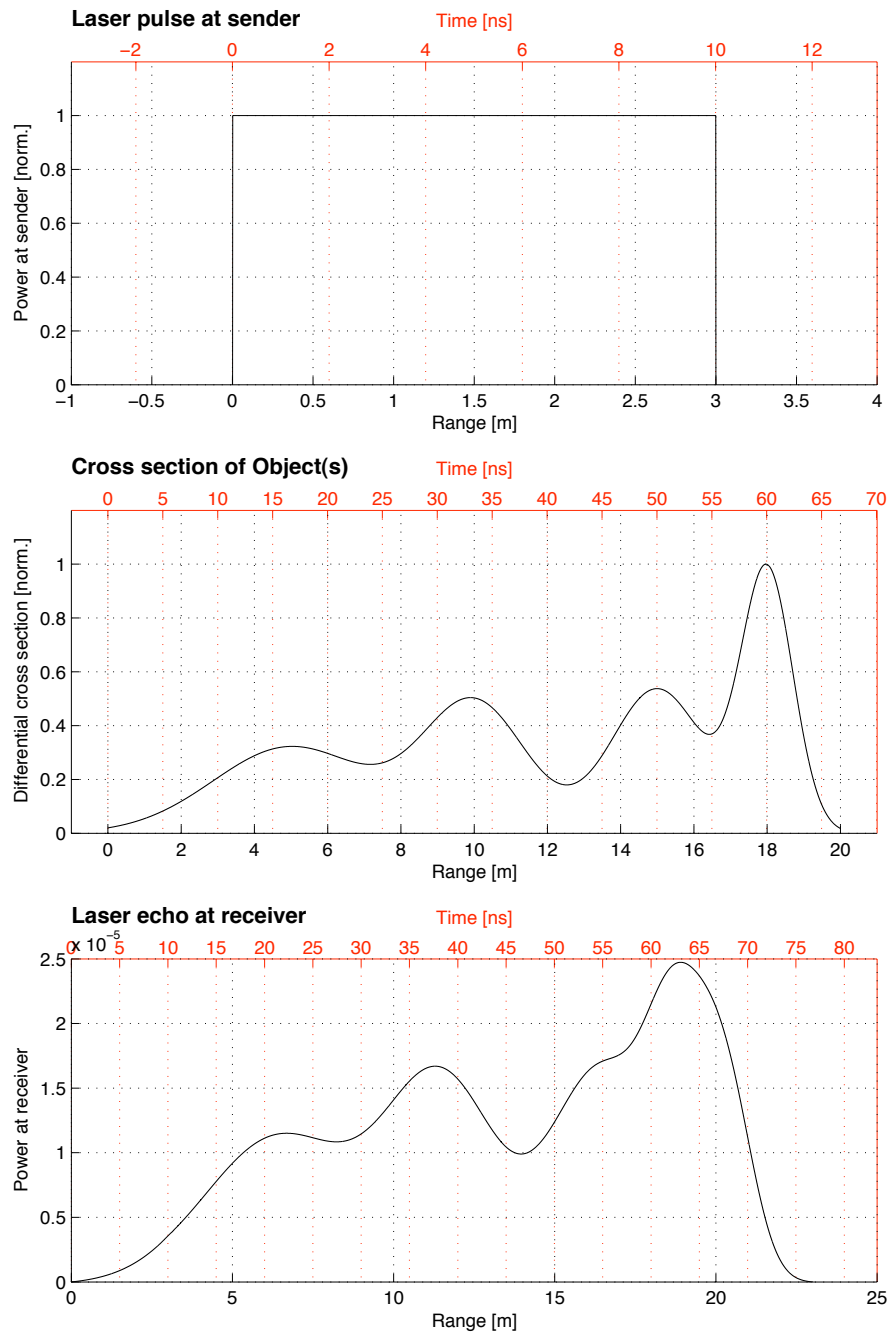 Laser pulse at sender
Time [ns]
−2 0 2 4 6 8 10 12
Power at sender [norm.]
1
0.8
0.6
0.4
0.2
0
−1 −0.5 0 0.5 1 1.5 2 2.5 3 3.5 4
Range [m]
Cross section of Object(s)
Time [ns]
0 5 10 15 20 25 30 35 40 45 50 55 60 65 70
Differential cross section [norm.]
1
0.8
0.6
0.4
0.2
0
0 2 4 6 8 10 12 14 16 18 20
Range [m]
Laser echo at receiver
Time [ns]
x 10−5
0 5 10 15 20 25 30 35 40 45 50 55 60 65 70 75 80
Power at receiver
2.5
2
1.5
1
0.5
0
0 5 10 15 20 25
Range [m]